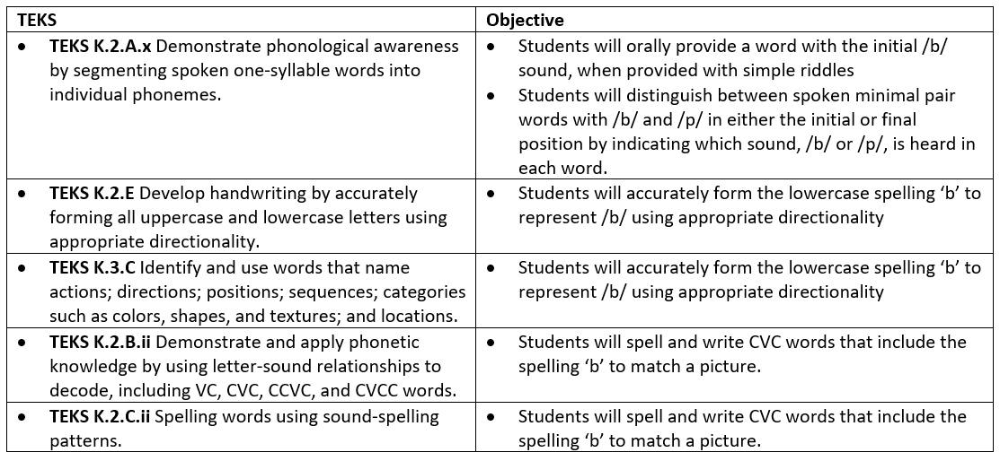 TEKS
Objective
• TEKS K.2.A.x Demonstrate phonological awareness
by segmenting spoken one-syllable words into
individual phonemes.
• Students will orally provide a word with the initial /b/
sound, when provided with simple riddles
• Students will distinguish between spoken minimal pair
words with /b/ and /p/ in either the initial or final
position by indicating which sound, /b/ or /p/, is heard in
each word.
• TEKS K.2.E Develop handwriting by accurately
forming all uppercase and lowercase letters using
appropriate directionality.
• Students will accurately form the lowercase spelling ‘b’ to
represent /b/ using appropriate directionality
• TEKS K.3.C Identify and use words that name
actions; directions; positions; sequences; categories
such as colors, shapes, and textures; and locations.
• Students will accurately form the lowercase spelling ‘b’ to
represent /b/ using appropriate directionality
• TEKS K.2.B.ii Demonstrate and apply phonetic
knowledge by using letter-sound relationships to
decode, including VC, CVC, CCVC, and CVCC words.
• Students will spell and write CVC words that include the
spelling ‘b’ to match a picture.
• TEKS K.2.C.ii Spelling words using sound-spelling
patterns.
• Students will spell and write CVC words that include the
spelling ‘b’ to match a picture.